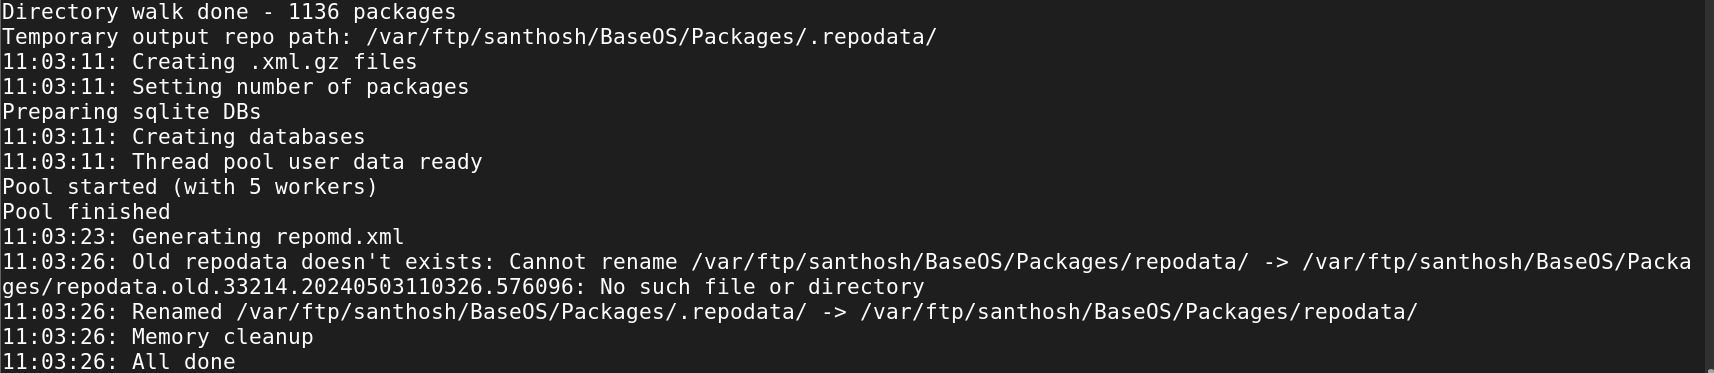 Directory walk done - 1136 packages
Temporary output repo path: /var/ftp/santhosh/BaseOS/Packages/.repodata/
11:03:11: Creating .xml.gz files
11:03:11: Setting number of packages
Preparing sqlite DBs
11:03:11: Creating databases
11:03:11: Thread pool user data ready
Pool started (with 5 workers)
Pool finished
11:03:23: Generating repomd.xml
11:03:26: Old repodata doesn't exists: Cannot rename /var/ftp/santhosh/BaseOS/Packages/repodata/ -> /var/ftp/santhosh/BaseOS/Packa
ges/repodata.old.33214.20240503110326.576096: No such file or directory
11:03:26: Renamed /var/ftp/santhosh/BaseOS/Packages/.repodata/ -> /var/ftp/santhosh/BaseOS/Packages/repodata/
11:03:26: Memory cleanup
11:03:26: All done